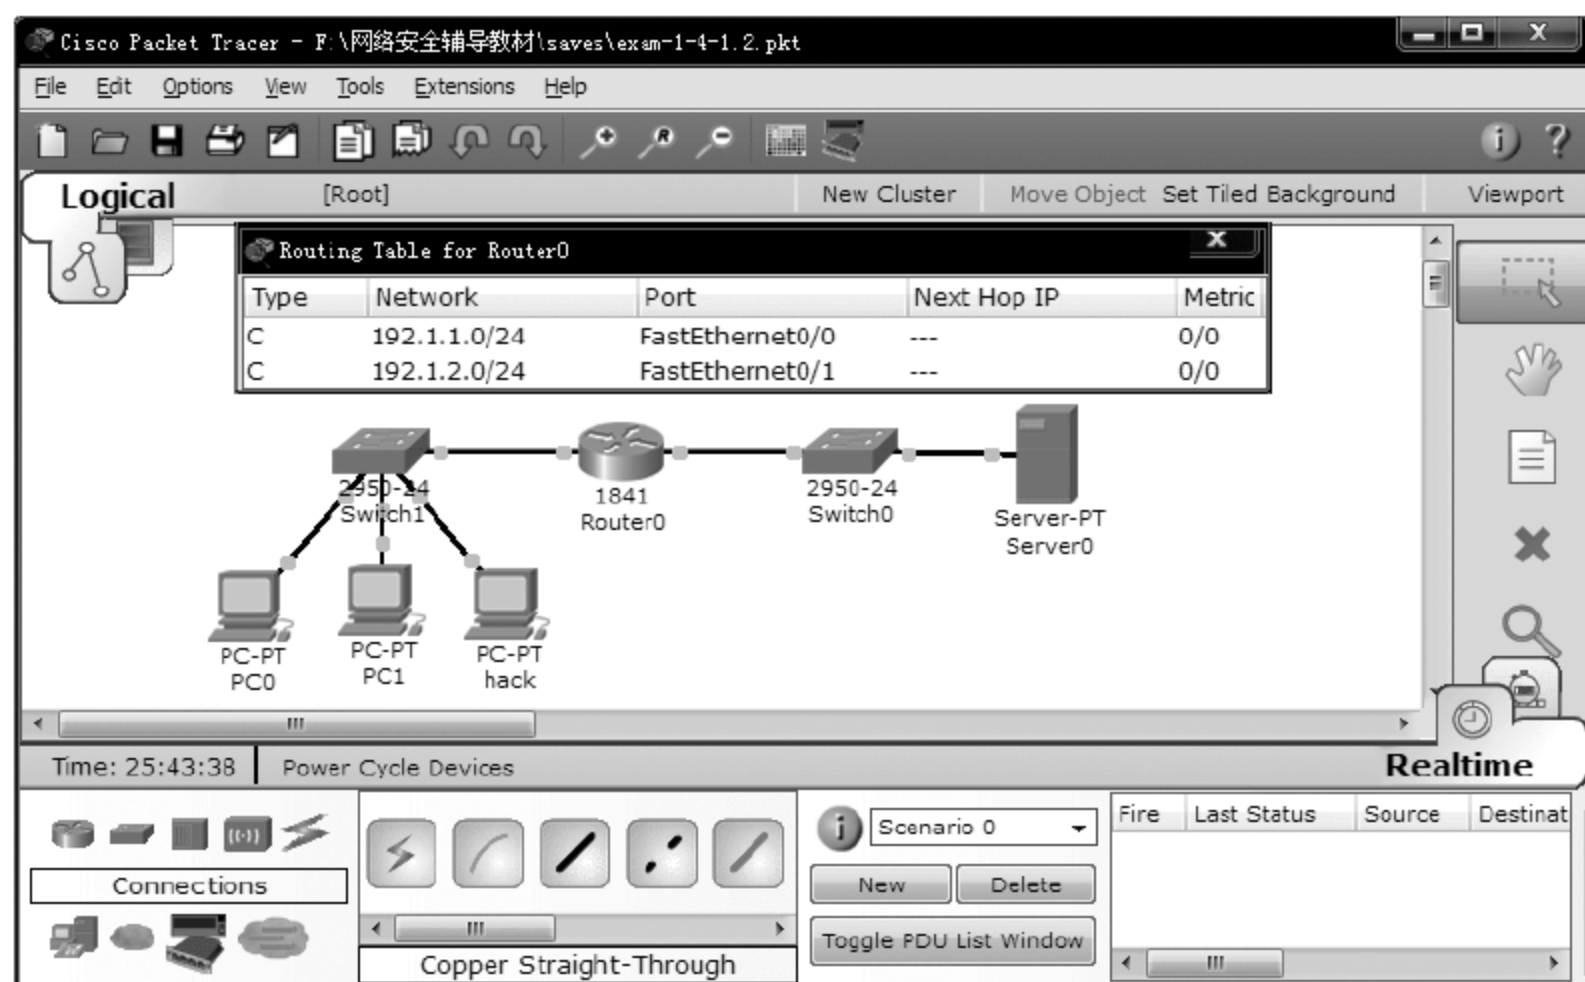 Cisco Packet Tracer - F:\网络安全辅导教材\saves\exam-1-4-1.2.pkt
File Edit Options View Tools Extensions Help
Logical [Root] New Cluster Move Object Set Tiled Background Viewport
Routing Table for Router0
Type Network Port Next Hop IP Metric
C 192.1.1.0/24 FastEthernet0/0 --- 0/0
C 192.1.2.0/24 FastEthernet0/1 --- 0/0
2950-24
Switch1
1841
Router0
2950-24
Switch0
Server-PT
Server0
PC-PT
PC0
PC-PT
PC1
PC-PT
hack
Time: 25:43:38 Power Cycle Devices Realtime
Connections
Copper Straight-Through
Scenario 0
New Delete
Toggle PDU List Window
Fire Last Status Source Destinat